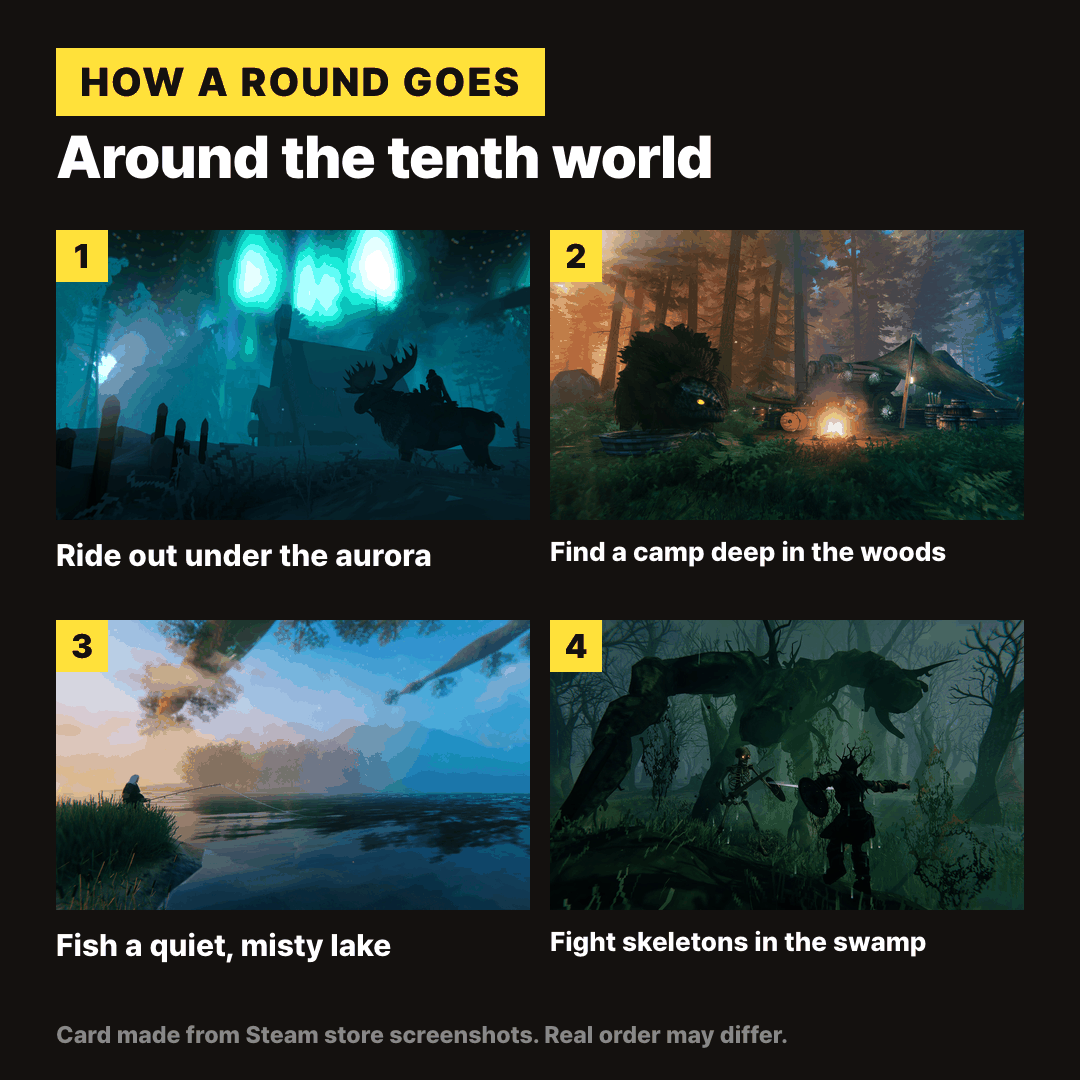 HOW A ROUND GOES
Around the tenth world
1
2
Ride out under the aurora
Find a camp deep in the woods
3
4
Fish a quiet, misty lake
Fight skeletons in the swamp
Card made from Steam store screenshots. Real order may differ.